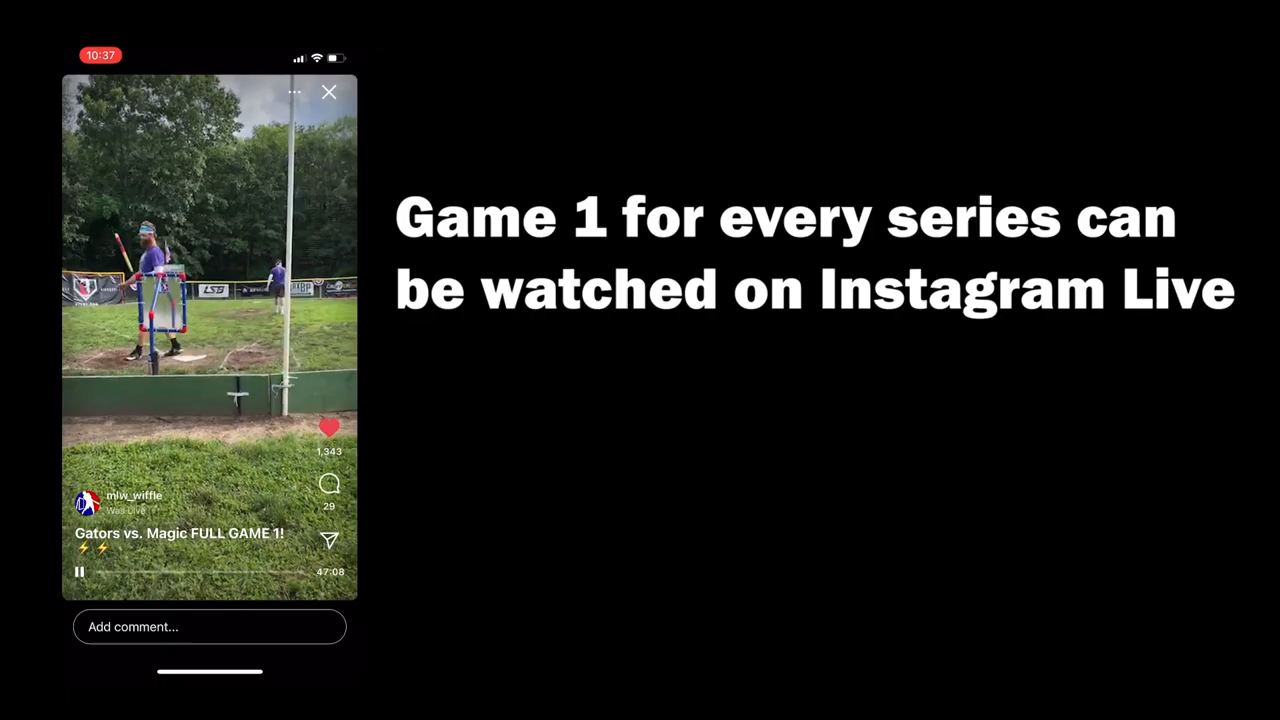 10:37
Game 1 for every series can
be watched on Instagram Live
LSB
1,343
29
mlw_wiffle
Was Live
Gators vs. Magic FULL GAME 1!
47:08
Add comment...